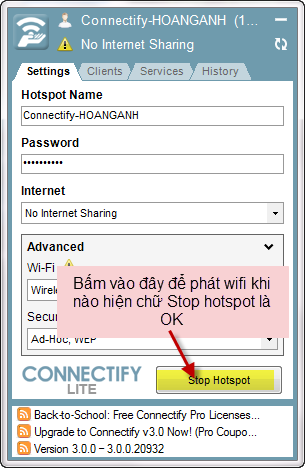 Connectify-HOANGANH (1...
No Internet Sharing
Settings Clients Services History
Hotspot Name
Connectify-HOANGANH
Password
••••••••••
Internet
No Internet Sharing
Advanced
Wi-Fi
Bấm vào đây để phát wifi khi
nào hiện chữ Stop hotspot là
OK
Ad-Hoc, WEP
CONNECTIFY
LITE
Stop Hotspot
Back-to-School: Free Connectify Pro Licenses...
Upgrade to Connectify v3.0 Now! (Pro Coupo...
Version 3.0.0 – 3.0.0.20932